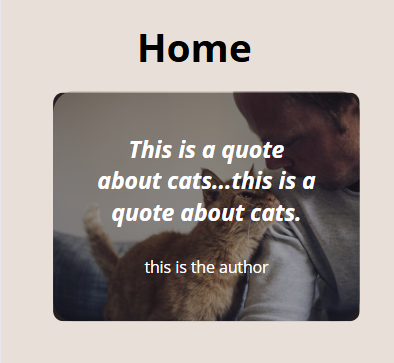 Home
This is a quote
about cats...this is a
quote about cats.
this is the author